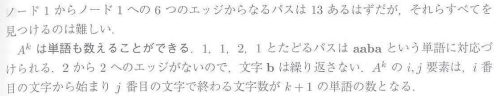 ノード 1 からノード 1 への 6 つのエッジからなるパスは 13 あるはずだが，それらすべてを
見つけるのは難しい．
A^k は単語も数えることができる．1，1，2，1 とたどるパスは aaba という単語に対応づ
けられる．2 から 2 へのエッジがないので，文字 b は繰り返さない．A^k の i, j 要素は，i 番
目の文字から始まり j 番目の文字で終わる文字数が k + 1 の単語の数となる．